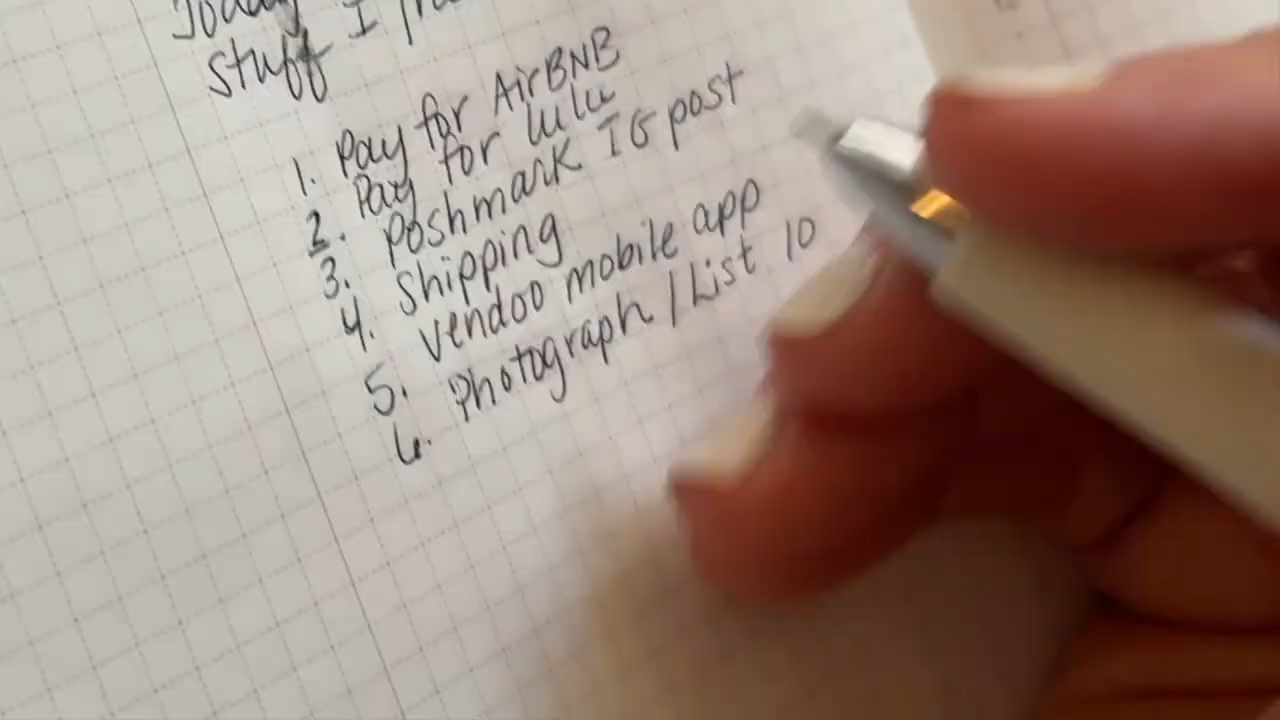 Today
stuff I
1. Pay for AirBNB
2. Pay for lulu
3. Poshmark IG post
4. Shipping
5. Vendoo mobile app
6. Photograph / List 10